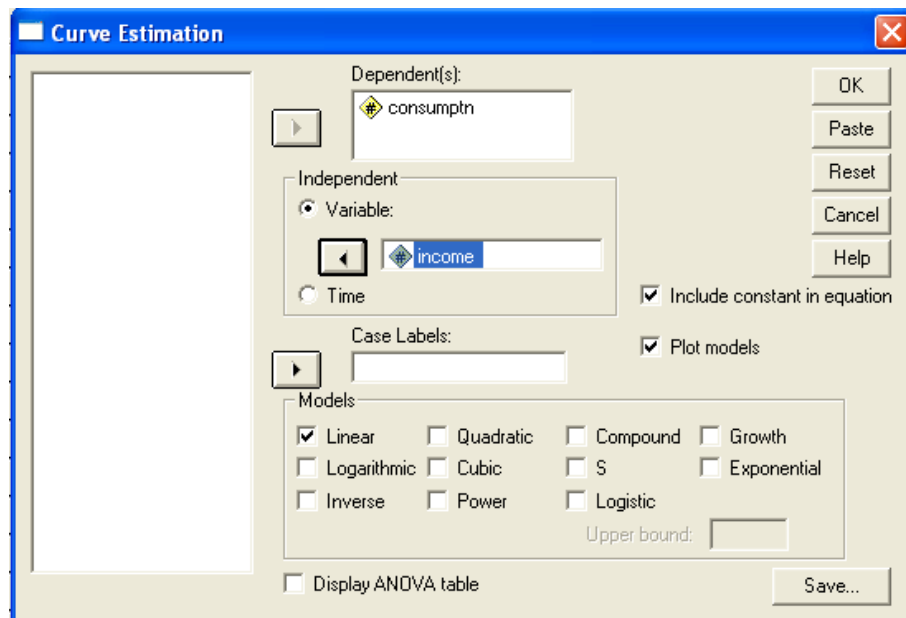 Curve Estimation
Dependent(s):
# consumptn
OK
Paste
Reset
Cancel
Help
Independent
Variable:
# income
Time
Include constant in equation
Case Labels:
Plot models
Models
Linear Quadratic Compound Growth
Logarithmic Cubic S Exponential
Inverse Power Logistic
Upper bound:
Display ANOVA table
Save...